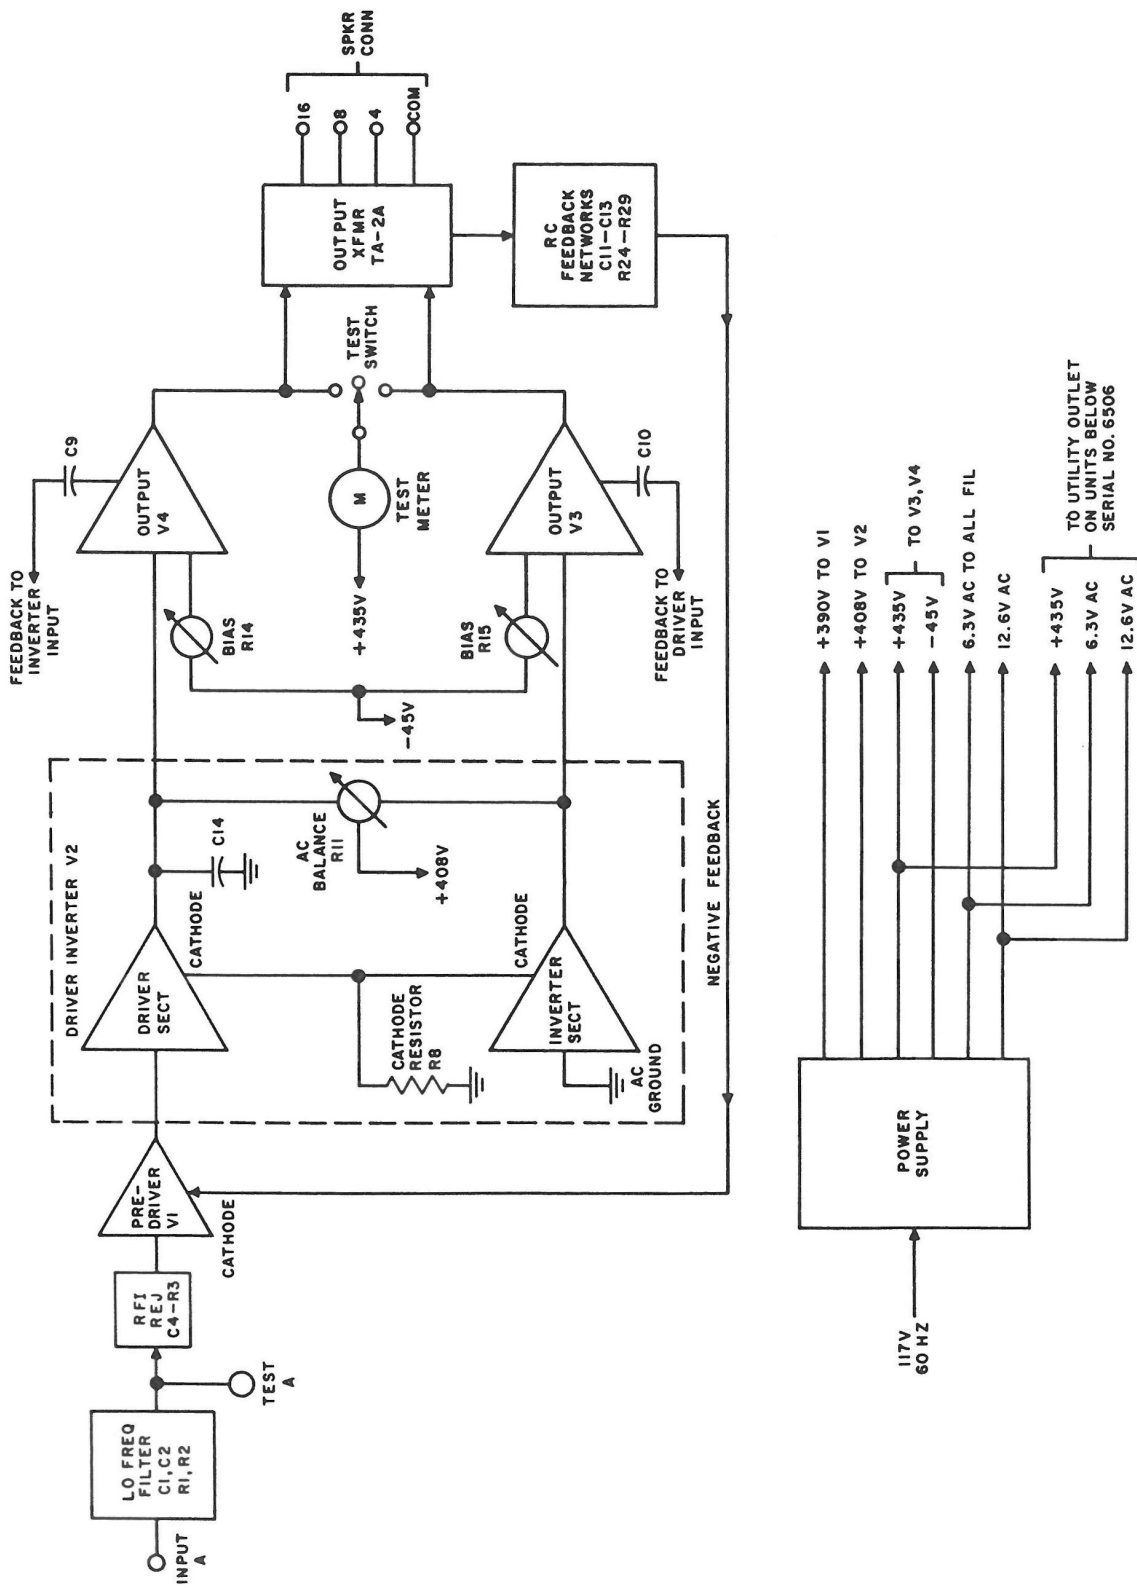 INPUT
A
LO FREQ
FILTER
C1,C2
R1,R2
TEST
A
RFI
REJ
C4-R3
PRE-
DRIVER
V1
CATHODE
DRIVER INVERTER V2
DRIVER
SECT
CATHODE
C14
CATHODE
RESISTOR
R8
AC
BALANCE
R11
+408V
INVERTER
SECT
CATHODE
AC
GROUND
FEEDBACK TO
INVERTER
INPUT
C9
OUTPUT
V4
BIAS
R14
-45V
+435V
M
TEST
METER
TEST
SWITCH
BIAS
R15
OUTPUT
V3
C10
FEEDBACK TO
DRIVER
INPUT
OUTPUT
XFMR
TA-2A
16
8
4
COM
SPKR
CONN
RC
FEEDBACK
NETWORKS
C11-C13
R24-R29
NEGATIVE FEEDBACK
117V
60 HZ
POWER
SUPPLY
+390V TO V1
+408V TO V2
+435V
-45V
TO V3,V4
6.3V AC TO ALL FIL
12.6V AC
+435V
6.3V AC
12.6V AC
TO UTILITY OUTLET
ON UNITS BELOW
SERIAL NO. 6506